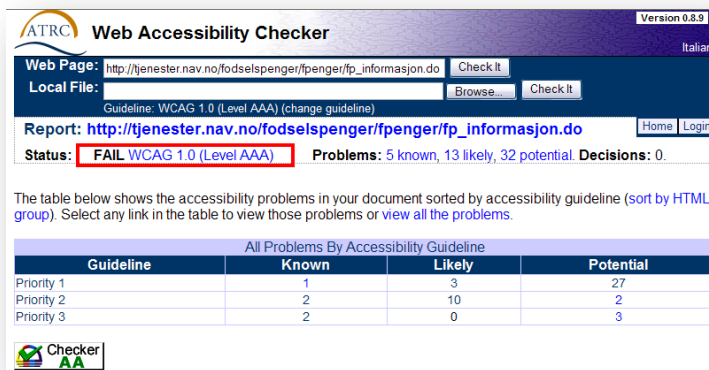 Version 0.8.9
ATRC Web Accessibility Checker
Italian
Web Page: http://tjenester.nav.no/fodselspenger/fpenger/fp_informasjon.do Check It
Local File: Browse... Check It
Guideline: WCAG 1.0 (Level AAA) (change guideline)
Report: http://tjenester.nav.no/fodselspenger/fpenger/fp_informasjon.do Home Login
Status: FAIL WCAG 1.0 (Level AAA) Problems: 5 known, 13 likely, 32 potential. Decisions: 0.
The table below shows the accessibility problems in your document sorted by accessibility guideline (sort by HTML
group). Select any link in the table to view those problems or view all the problems.
All Problems By Accessibility Guideline
Guideline Known Likely Potential
Priority 1 1 3 27
Priority 2 2 10 2
Priority 3 2 0 3
Checker
AA